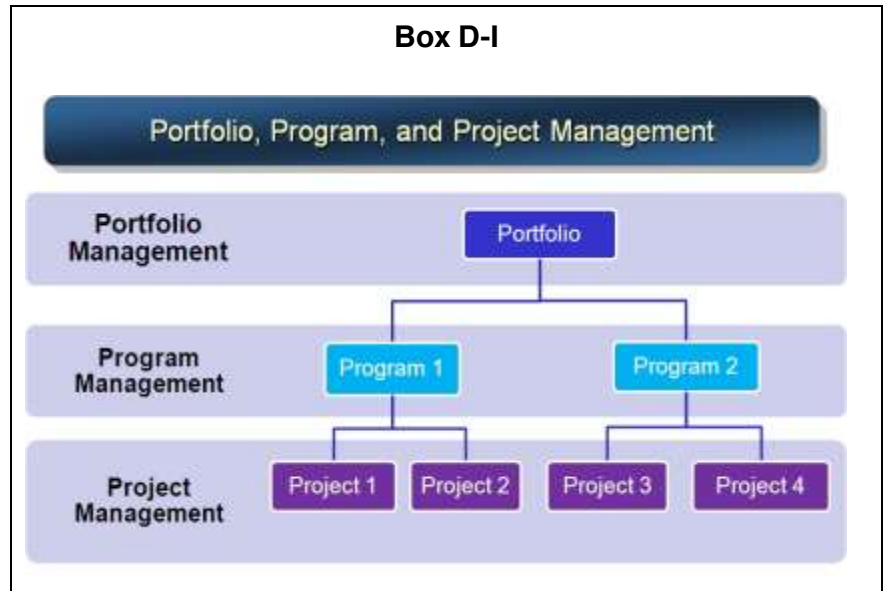 Box D-I
Portfolio, Program, and Project Management
Portfolio
Management
Portfolio
Program
Management
Program 1
Program 2
Project
Management
Project 1
Project 2
Project 3
Project 4